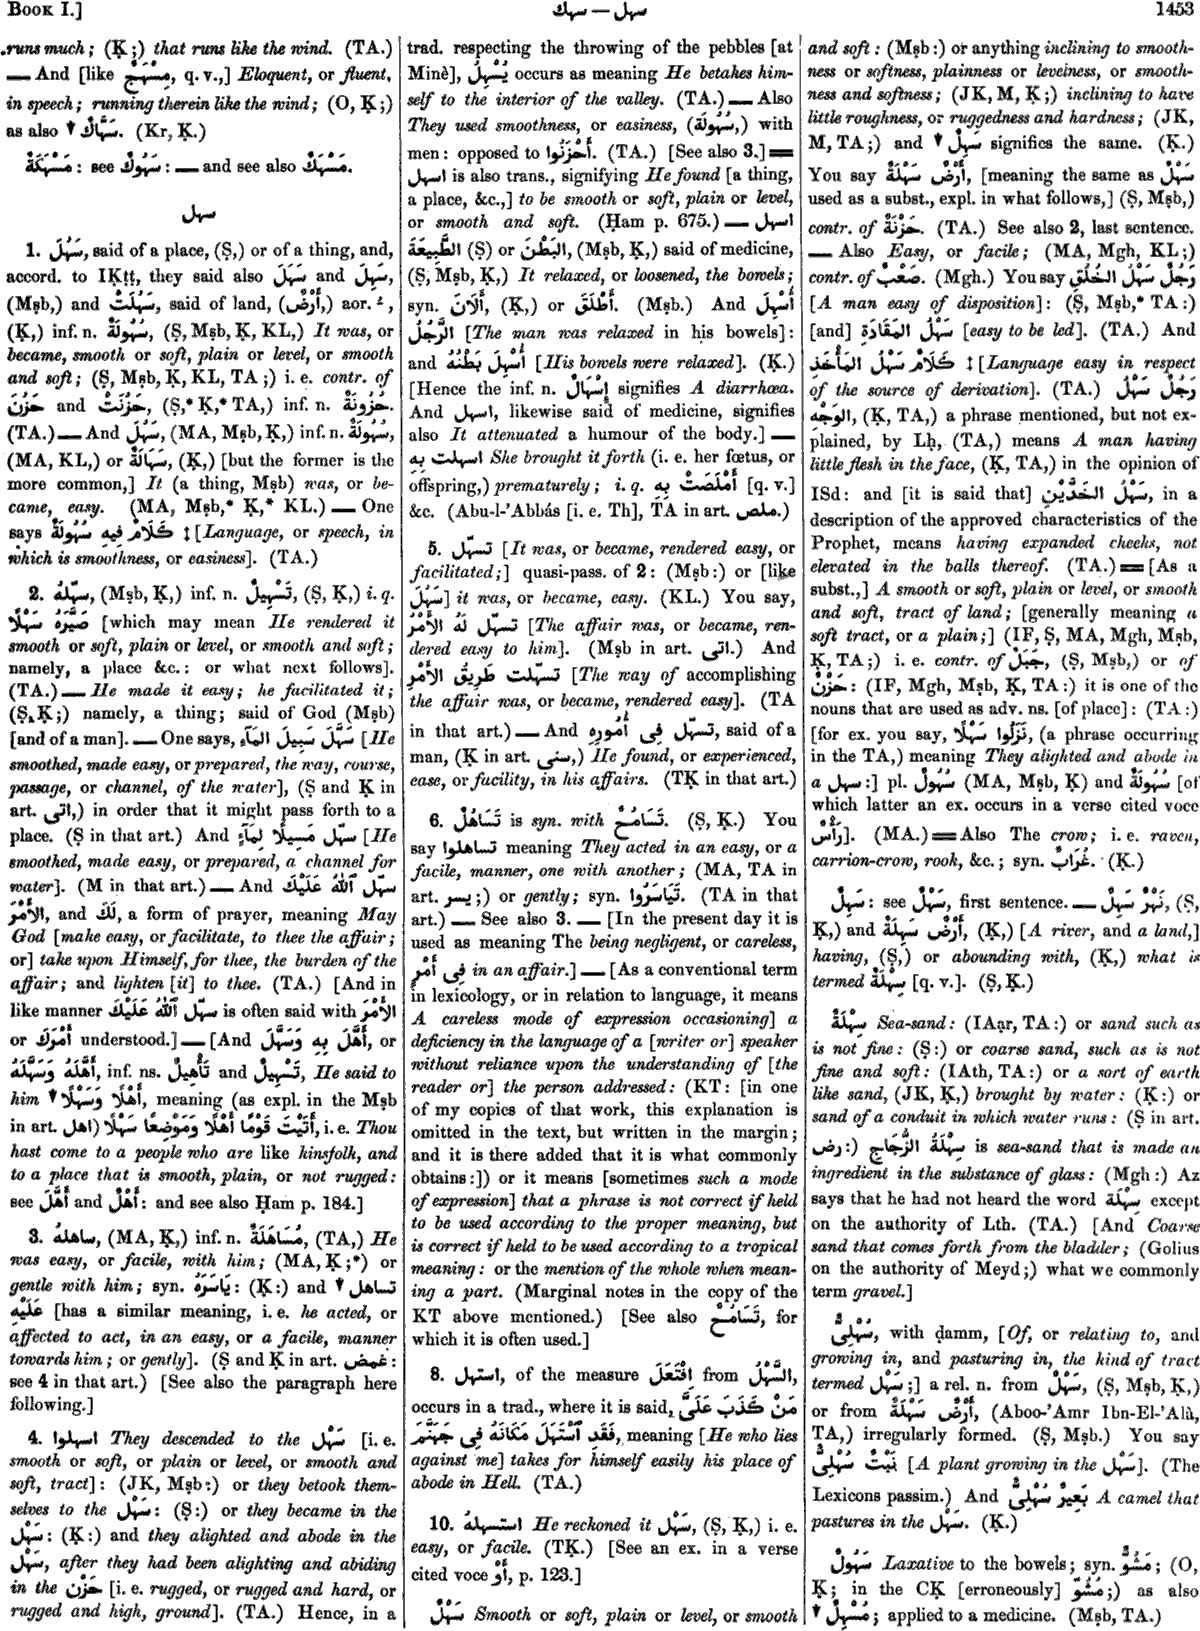 BOOK I.]
سهك — سهل
1453
runs much; (Ḳ;) that runs like the wind. (TA.)
— And [like مِسْهَجٌ, q. v.,] Eloquent, or fluent,
in speech; running therein like the wind; (O, Ḳ;)
as also ▼ سَهَّاكٌ. (Kr, Ḳ.)
مَسْهَكَةٌ: see سَهُوكٌ: — and see also مَسْهَكٌ.
سهل
1. سَهُلَ, said of a place, (Ṣ,) or of a thing, and,
accord. to IḲṭṭ, they said also سَهَلَ and سَهِلَ,
(Mṣb,) and سَهُلَتْ, said of land, (أَرْضٌ,) aor. ـُ,
(Ḳ,) inf. n. سُهُولَةٌ, (Ṣ, Mṣb, Ḳ, KL,) It was, or
became, smooth or soft, plain or level, or smooth
and soft; (Ṣ, Mṣb, Ḳ, KL, TA;) i. e. contr. of
حَزُنَ and حَزُنَتْ, (Ṣ,* Ḳ,* TA,) inf. n. حُزُونَةٌ.
(TA.) — And سَهُلَ, (MA, Mṣb, Ḳ,) inf. n. سُهُولَةٌ,
(MA, KL,) or سَهَالَةٌ, (Ḳ,) [but the former is the
more common,] It (a thing, Mṣb) was, or be-
came, easy. (MA, Mṣb,* Ḳ,* KL.) — One
says كَلَامٌ فِيهِ سُهُولَةٌ ‡ [Language, or speech, in
which is smoothness, or easiness]. (TA.)
2. سهّلهُ, (Mṣb, Ḳ,) inf. n. تَسْهِيلٌ, (Ṣ, Ḳ,) i. q.
صَيَّرَهُ سَهْلًا [which may mean He rendered it
smooth or soft, plain or level, or smooth and soft;
namely, a place &c.: or what next follows].
(TA.) — He made it easy; he facilitated it;
(Ṣ, Ḳ;) namely, a thing; said of God (Mṣb)
[and of a man]. — One says, سَهَّلَ سَبِيلَ المَآءِ [He
smoothed, made easy, or prepared, the way, course,
passage, or channel, of the water], (Ṣ and Ḳ in
art. اتى,) in order that it might pass forth to a
place. (Ṣ in that art.) And سهّل مَسِيلًا لِمَآءٍ [He
smoothed, made easy, or prepared, a channel for
water]. (M in that art.) — And سهّل ٱللّٰهُ عَلَيْكَ
الأَمْرَ, and لَكَ, a form of prayer, meaning May
God [make easy, or facilitate, to thee the affair;
or] take upon Himself, for thee, the burden of the
affair; and lighten [it] to thee. (TA.) [And in
like manner سهّل ٱللّٰهُ عَلَيْكَ is often said with الأَمْرَ
or أَمْرَكَ understood.] — [And أَهَّلَ بِهِ وَسَهَّلَ, or
أَهَّلَهُ وَسَهَّلَهُ, inf. ns. تَأْهِيلٌ and تَسْهِيلٌ, He said to
him ▼ أَهْلًا وَسَهْلًا, meaning (as expl. in the Mṣb
in art. اهل) أَتَيْتَ قَوْمًا أَهْلًا وَمَوْضِعًا سَهْلًا, i. e. Thou
hast come to a people who are like kinsfolk, and
to a place that is smooth, plain, or not rugged:
see أَهَّلَ and أَهْلٌ: and see also Ḥam p. 184.]
3. ساهلهُ, (MA, Ḳ,) inf. n. مُسَاهَلَةٌ, (TA,) He
was easy, or facile, with him; (MA, Ḳ;*) or
gentle with him; syn. يَاسَرَهُ: (Ḳ:) and ▼ تساهل
عَلَيْهِ [has a similar meaning, i. e. he acted, or
affected to act, in an easy, or a facile, manner
towards him; or gently]. (Ṣ and Ḳ in art. غمض:
see 4 in that art.) [See also the paragraph here
following.]
4. اسهلوا They descended to the سَهْل [i. e.
smooth or soft, or plain or level, or smooth and
soft, tract]: (JK, Mṣb:) or they betook them-
selves to the سَهْل: (Ṣ:) or they became in the
سَهْل: (Ḳ:) and they alighted and abode in the
سَهْل, after they had been alighting and abiding
in the حَزْن [i. e. rugged, or rugged and hard, or
rugged and high, ground]. (TA.) Hence, in a
trad. respecting the throwing of the pebbles [at
Minè], يُسْهِلُ occurs as meaning He betakes him-
self to the interior of the valley. (TA.) — Also
They used smoothness, or easiness, (سُهُولَة,) with
men: opposed to أَحْزَنُوا. (TA.) [See also 3.] ═
اسهل is also trans., signifying He found [a thing,
a place, &c.,] to be smooth or soft, plain or level,
or smooth and soft. (Ḥam p. 675.) — اسهل
الطَّبِيعَةَ (Ṣ) or البَطْنَ, (Mṣb, Ḳ,) said of medicine,
(Ṣ, Mṣb, Ḳ,) It relaxed, or loosened, the bowels;
syn. أَلَانَ, (Ḳ,) or أَطْلَقَ. (Mṣb.) And أُسْهِلَ
الرَّجُلُ [The man was relaxed in his bowels]:
and أُسْهِلَ بَطْنُهُ [His bowels were relaxed]. (Ḳ.)
[Hence the inf. n. إِسْهَالٌ signifies A diarrhœa.
And اسهل, likewise said of medicine, signifies
also It attenuated a humour of the body.] —
اسهلت بِهِ She brought it forth (i. e. her fœtus, or
offspring,) prematurely; i. q. أَمْلَصَتْ بِهِ [q. v.]
&c. (Abu-l-'Abbás [i. e. Th], TA in art. ملص.)
5. تسهّل [It was, or became, rendered easy, or
facilitated;] quasi-pass. of 2: (Mṣb:) or [like
سَهُلَ] it was, or became, easy. (KL.) You say,
تسهّل لَهُ الأَمْرُ [The affair was, or became, ren-
dered easy to him]. (Mṣb in art. اتى.) And
تسهّلت طَرِيقُ الأَمْرِ [The way of accomplishing
the affair was, or became, rendered easy]. (TA
in that art.) — And تسهّل فِى أُمُورِهِ, said of a
man, (Ḳ in art. سنى,) He found, or experienced,
ease, or facility, in his affairs. (TḲ in that art.)
6. تَسَاهُلٌ is syn. with تَسَامُحٌ. (Ṣ, Ḳ.) You
say تساهلوا meaning They acted in an easy, or a
facile, manner, one with another; (MA, TA in
art. يسر;) or gently; syn. تَيَاسَرُوا. (TA in that
art.) — See also 3. — [In the present day it is
used as meaning The being negligent, or careless,
فِى أَمْرٍ in an affair.] — [As a conventional term
in lexicology, or in relation to language, it means
A careless mode of expression occasioning] a
deficiency in the language of a [writer or] speaker
without reliance upon the understanding of [the
reader or] the person addressed: (KT: [in one
of my copies of that work, this explanation is
omitted in the text, but written in the margin;
and it is there added that it is what commonly
obtains:]) or it means [sometimes such a mode
of expression] that a phrase is not correct if held
to be used according to the proper meaning, but
is correct if held to be used according to a tropical
meaning: or the mention of the whole when mean-
ing a part. (Marginal notes in the copy of the
KT above mentioned.) [See also تَسَامُحٌ, for
which it is often used.]
8. استهل, of the measure اِفْتَعَلَ from السَّهْلُ,
occurs in a trad., where it is said, مَنْ كَذَبَ عَلَىَّ
فَقَدِ ٱسْتَهَلَ مَكَانَهُ فِى جَهَنَّمَ, meaning [He who lies
against me] takes for himself easily his place of
abode in Hell. (TA.)
10. استسهلهُ He reckoned it سَهْل, (Ṣ, Ḳ,) i. e.
easy, or facile. (TḲ.) [See an ex. in a verse
cited voce أَوْ, p. 123.]
سَهْلٌ Smooth or soft, plain or level, or smooth
and soft: (Mṣb:) or anything inclining to smooth-
ness or softness, plainness or levelness, or smooth-
ness and softness; (JK, M, Ḳ;) inclining to have
little roughness, or ruggedness and hardness; (JK,
M, TA;) and ▼ سَهِلٌ signifies the same. (Ḳ.)
You say أَرْضٌ سَهْلَةٌ, [meaning the same as سَهْلٌ
used as a subst., expl. in what follows,] (Ṣ, Mṣb,)
contr. of حَزْنَةٌ. (TA.) See also 2, last sentence.
— Also Easy, or facile; (MA, Mgh, KL;)
contr. of صَعْبٌ. (Mgh.) You say رَجُلٌ سَهْلُ الخُلُقِ
[A man easy of disposition]: (Ṣ, Mṣb,* TA:)
[and] سَهْلُ المَقَادَةِ [easy to be led]. (TA.) And
كَلَامٌ سَهْلُ المَأْخَذِ ‡ [Language easy in respect
of the source of derivation]. (TA.) رَجُلٌ سَهْلُ
الوَجْهِ, (Ḳ, TA,) a phrase mentioned, but not ex-
plained, by Lḥ, (TA,) means A man having
little flesh in the face, (Ḳ, TA,) in the opinion of
ISd: and [it is said that] سَهْلُ الخَدَّيْنِ, in a
description of the approved characteristics of the
Prophet, means having expanded cheeks, not
elevated in the balls thereof. (TA.) ═ [As a
subst.,] A smooth or soft, plain or level, or smooth
and soft, tract of land; [generally meaning a
soft tract, or a plain;] (IF, Ṣ, MA, Mgh, Mṣb,
Ḳ, TA;) i. e. contr. of جَبَلٌ, (Ṣ, Mṣb,) or of
حَزْنٌ: (IF, Mgh, Mṣb, Ḳ, TA:) it is one of the
nouns that are used as adv. ns. [of place]: (TA:)
[for ex. you say, نَزَلُوا سَهْلًا, (a phrase occurring
in the TA,) meaning They alighted and abode in
a سهل:] pl. سُهُولٌ (MA, Mṣb, Ḳ) and سُهُولَةٌ [of
which latter an ex. occurs in a verse cited voce
رَأْسٌ]. (MA.) ═ Also The crow; i. e. raven,
carrion-crow, rook, &c.; syn. غُرَابٌ. (Ḳ.)
سَهِلٌ: see سَهْلٌ, first sentence. — نَهْرٌ سَهِلٌ, (Ṣ,
Ḳ,) and أَرْضٌ سَهِلَةٌ, (Ḳ,) [A river, and a land,]
having, (Ṣ,) or abounding with, (Ḳ,) what is
termed سِهْلَةٌ [q. v.]. (Ṣ, Ḳ.)
سِهْلَةٌ Sea-sand: (IAạr, TA:) or sand such as
is not fine: (Ṣ:) or coarse sand, such as is not
fine and soft: (IAth, TA:) or a sort of earth
like sand, (JK, Ḳ,) brought by water: (Ḳ:) or
sand of a conduit in which water runs: (Ṣ in art.
رض:) سِهْلَةُ الزُّجَاجِ is sea-sand that is made an
ingredient in the substance of glass: (Mgh:) Az
says that he had not heard the word سِهْلَة except
on the authority of Lth. (TA.) [And Coarse
sand that comes forth from the bladder; (Golius
on the authority of Meyd;) what we commonly
term gravel.]
سُهْلِىٌّ, with ḍamm, [Of, or relating to, and
growing in, and pasturing in, the kind of tract
termed سَهْل;] a rel. n. from سَهْلٌ, (Ṣ, Mṣb, Ḳ,)
or from أَرْضٌ سَهْلَةٌ, (Aboo-'Amr Ibn-El-'Alà,
TA,) irregularly formed. (Ṣ, Mṣb.) You say
نَبْتٌ سُهْلِىٌّ [A plant growing in the سَهْل]. (The
Lexicons passim.) And بَعِيرٌ سُهْلِىٌّ A camel that
pastures in the سَهْل. (Ḳ.)
سَهُولٌ Laxative to the bowels; syn. مَشُوٌّ; (O,
Ḳ; in the CḲ [erroneously] مَشْوٌ;) as also
▼ مُسْهِلٌ; applied to a medicine. (Mṣb, TA.)